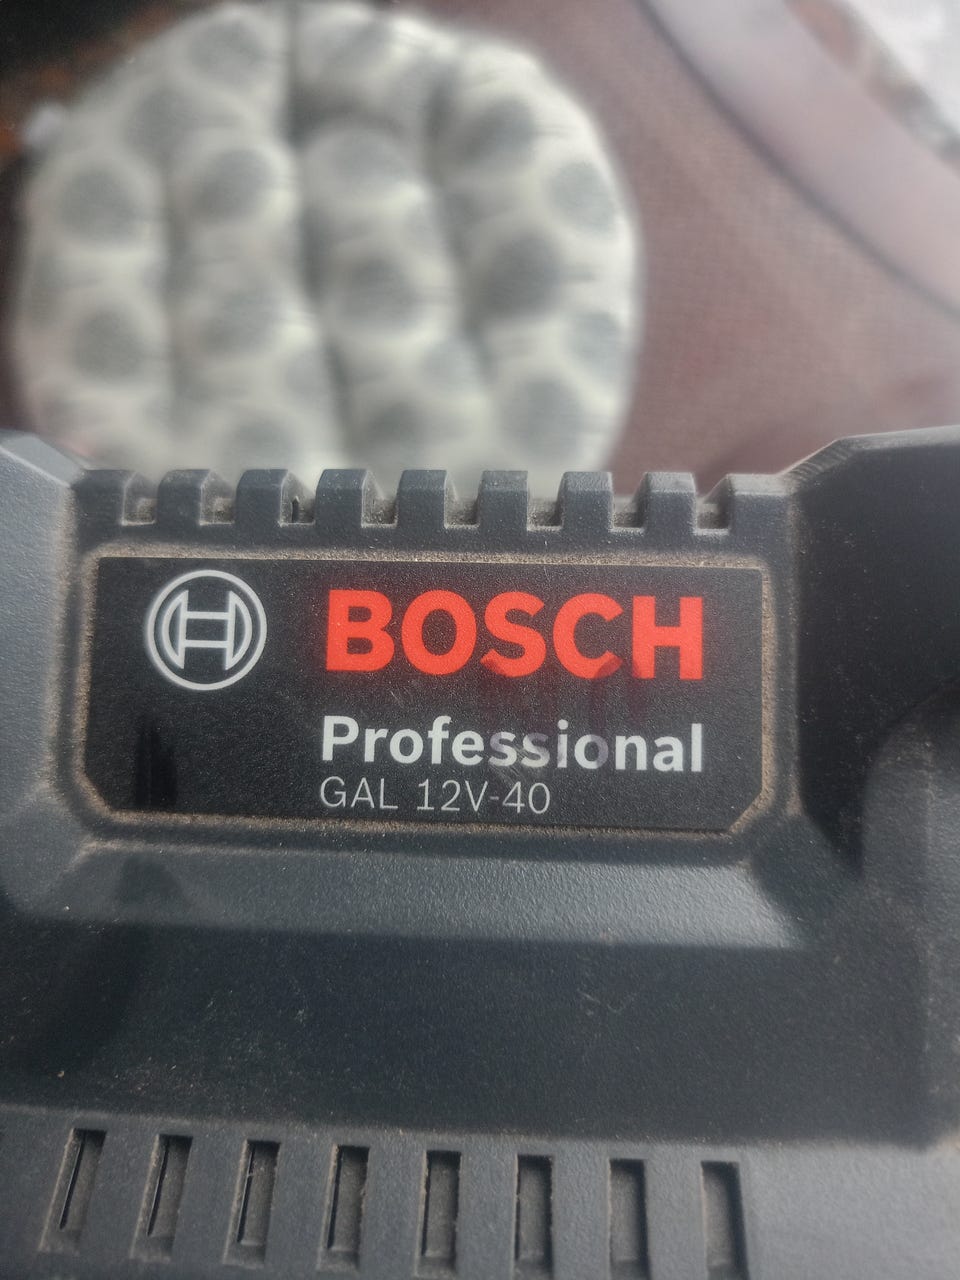 BOSCH
Professional
GAL 12V-40